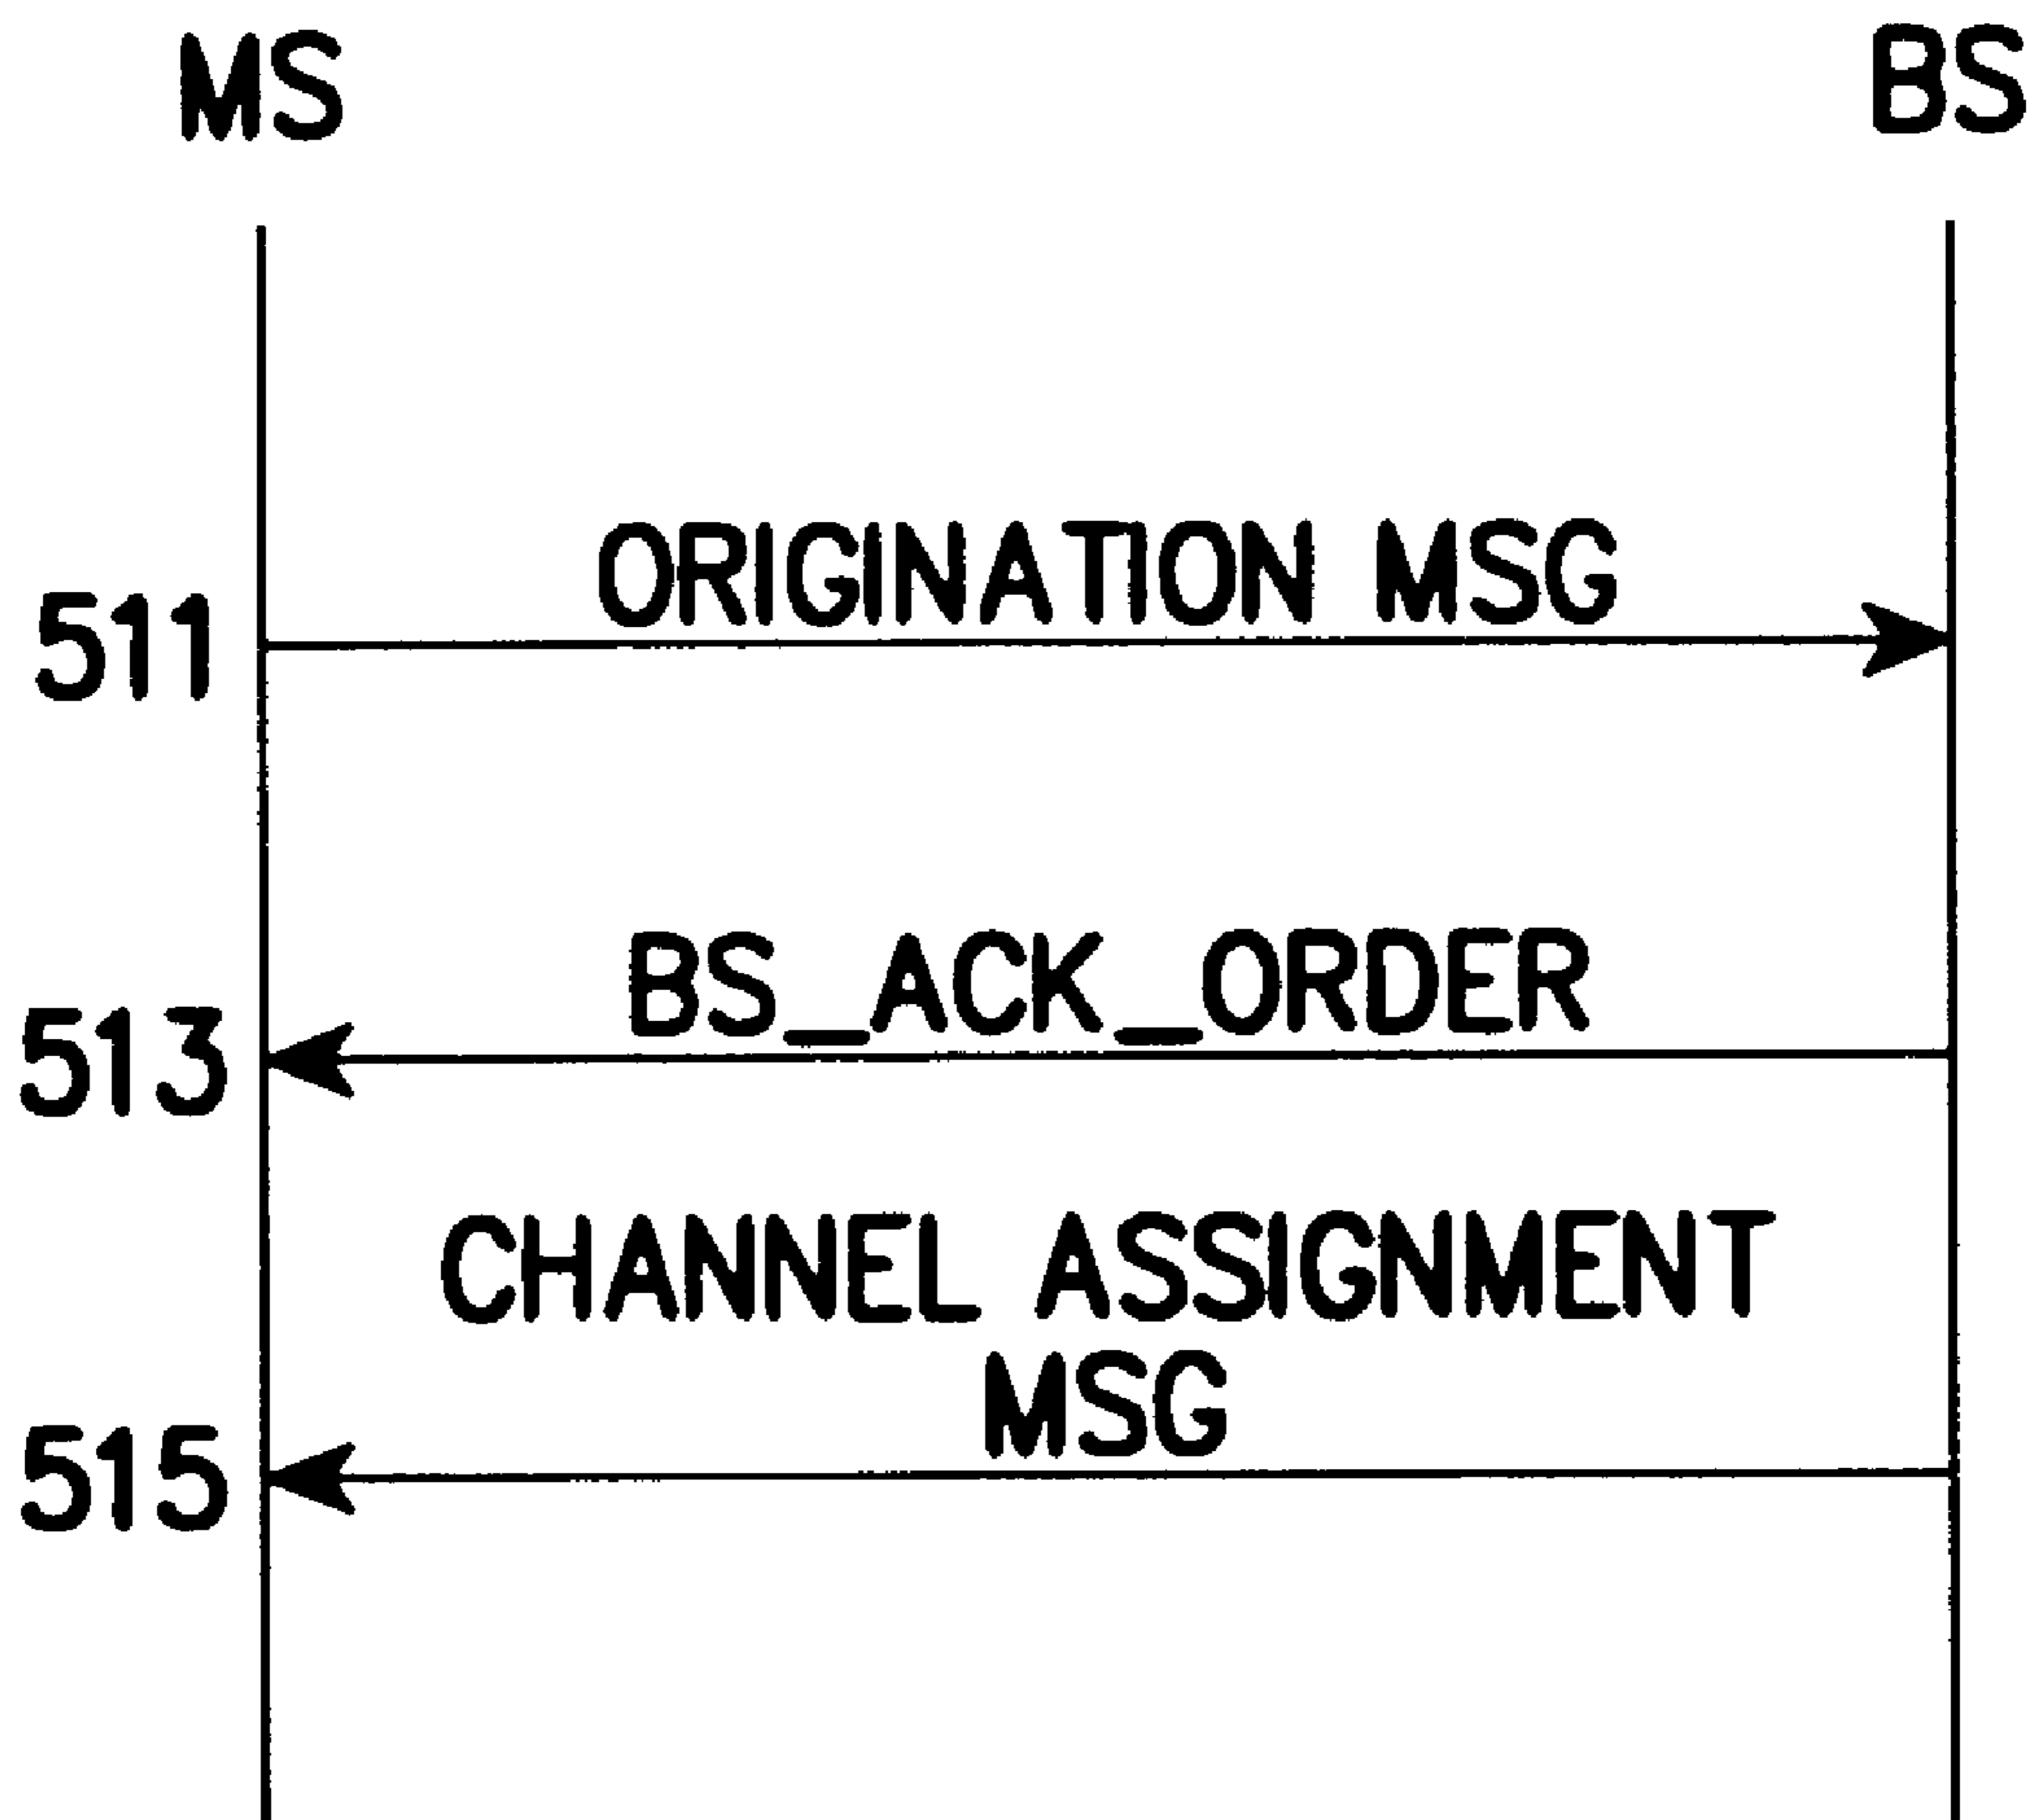 MS BS
ORIGINATION MSG
511
BS_ACK_ORDER
513
CHANNEL ASSIGNMENT
MSG
515